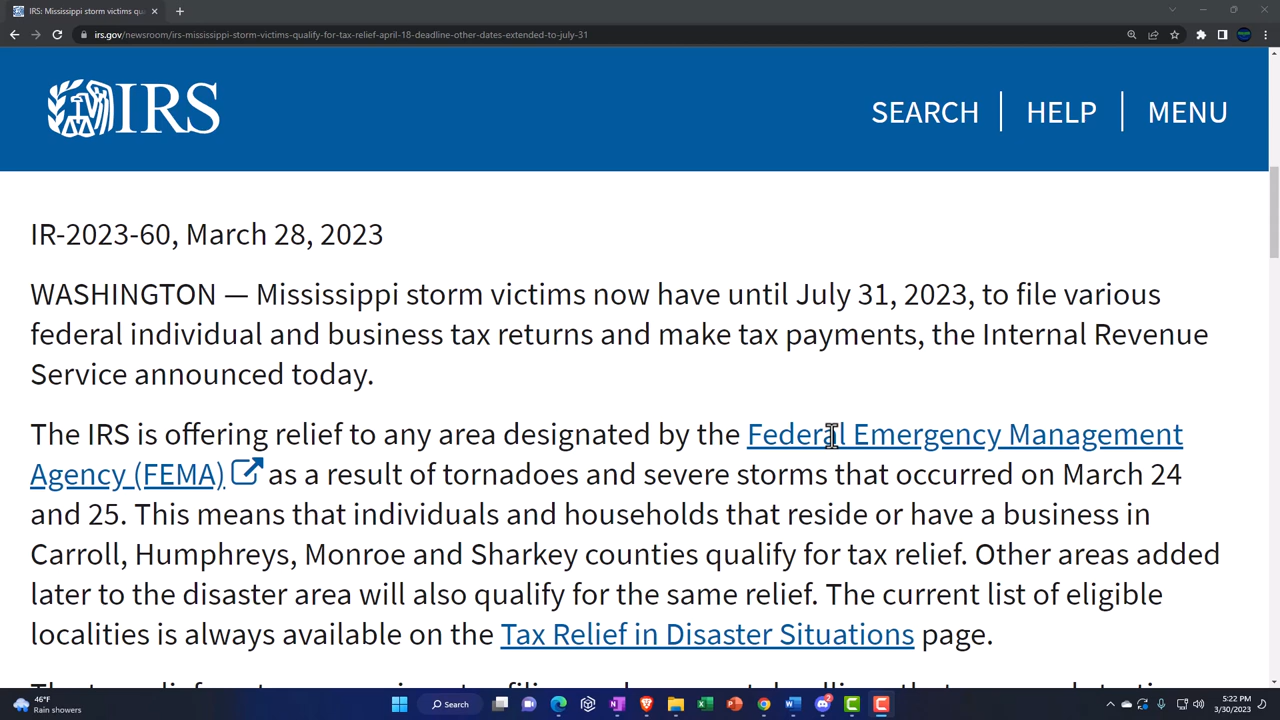 IRS: Mississippi storm victims qu
irs.gov/newsroom/irs-mississippi-storm-victims-qualify-for-tax-relief-april-18-deadline-other-dates-extended-to-july-31
IRS
SEARCH HELP MENU
IR-2023-60, March 28, 2023
WASHINGTON — Mississippi storm victims now have until July 31, 2023, to file various
federal individual and business tax returns and make tax payments, the Internal Revenue
Service announced today.
The IRS is offering relief to any area designated by the Federal Emergency Management
Agency (FEMA) as a result of tornadoes and severe storms that occurred on March 24
and 25. This means that individuals and households that reside or have a business in
Carroll, Humphreys, Monroe and Sharkey counties qualify for tax relief. Other areas added
later to the disaster area will also qualify for the same relief. The current list of eligible
localities is always available on the Tax Relief in Disaster Situations page.
46°F
Rain showers
Search
5:22 PM
3/30/2023